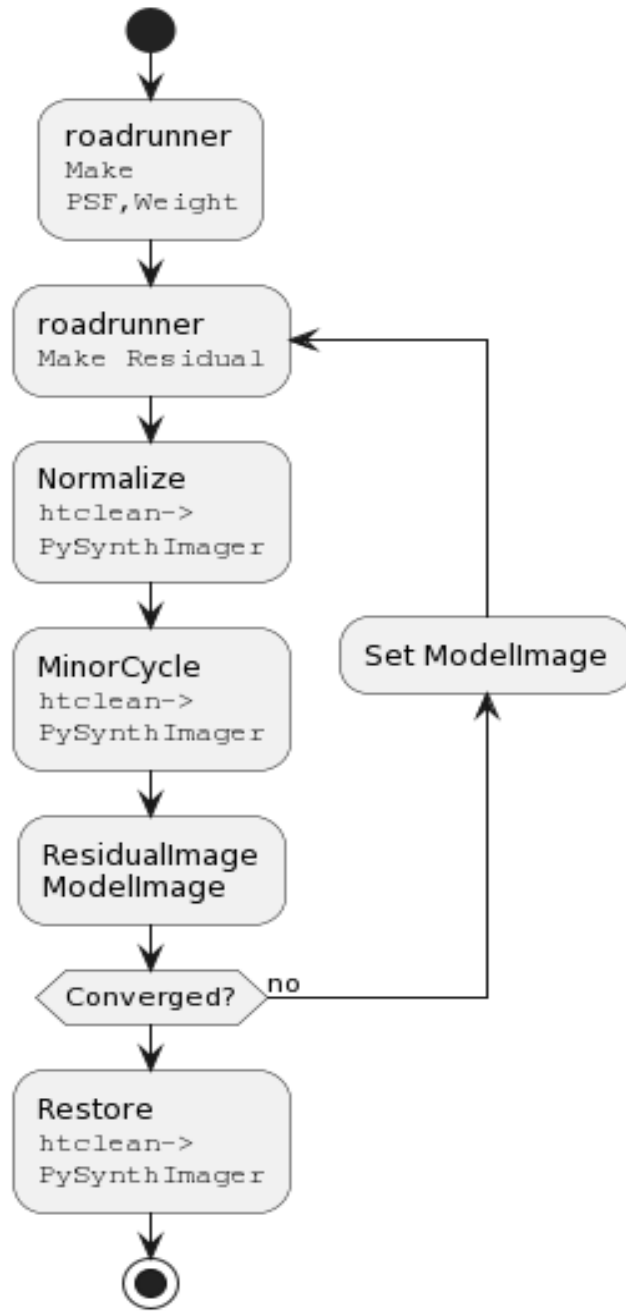 roadrunner
Make
PSF,Weight
roadrunner
Make Residual
Normalize
htclean->
PySynthImager
MinorCycle
htclean->
PySynthImager
Set ModelImage
ResidualImage
ModelImage
Converged?
no
Restore
htclean->
PySynthImager